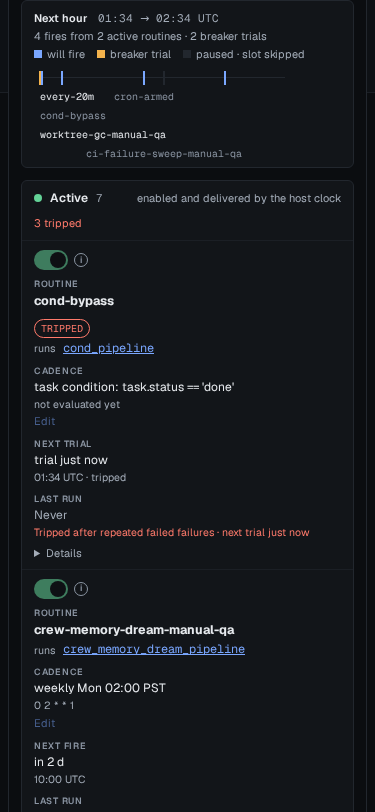 Next hour 01:34 → 02:34 UTC
4 fires from 2 active routines · 2 breaker trials
will fire breaker trial paused · slot skipped
every-20m cron-armed
cond-bypass
worktree-gc-manual-qa
ci-failure-sweep-manual-qa
Active 7 enabled and delivered by the host clock
3 tripped
i
ROUTINE
cond-bypass
TRIPPED
runs cond_pipeline
CADENCE
task condition: task.status == 'done'
not evaluated yet
Edit
NEXT TRIAL
trial just now
01:34 UTC · tripped
LAST RUN
Never
Tripped after repeated failed failures · next trial just now
▶ Details
i
ROUTINE
crew-memory-dream-manual-qa
runs crew_memory_dream_pipeline
CADENCE
weekly Mon 02:00 PST
0 2 * * 1
Edit
NEXT FIRE
in 2 d
10:00 UTC
LAST RUN